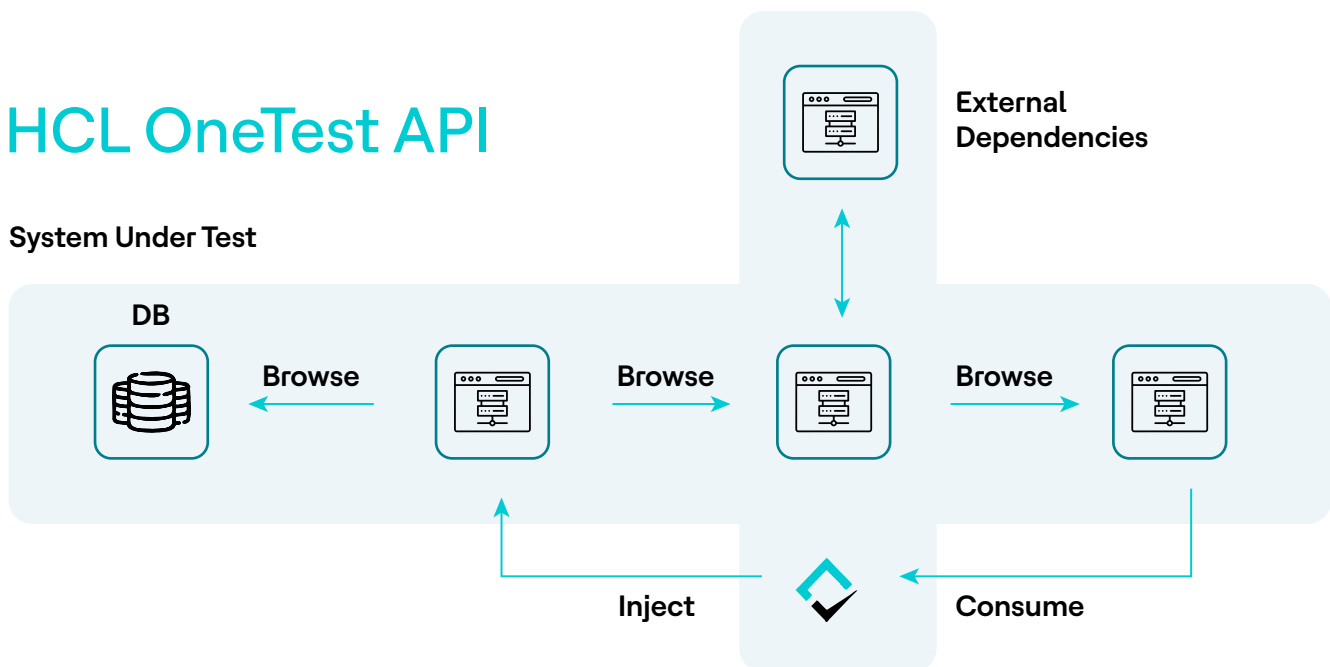 HCL OneTest API
External
Dependencies
System Under Test
DB
Browse
Browse
Browse
Inject
Consume